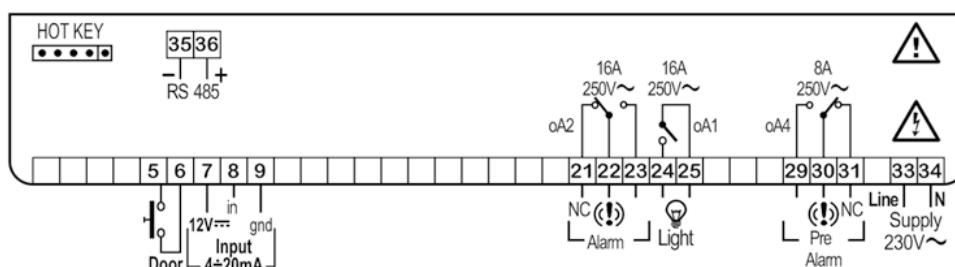 HOT KEY
35 36
− +
RS 485
16A
250V~
16A
250V~
8A
250V~
oA2
oA1
oA4
5 6 7 8 9 21 22 23 24 25 29 30 31 33 34
12V
in
gnd
Input
4÷20mA
Door
NC
Alarm
Light
NC
Pre
Alarm
Line N
Supply
230V~